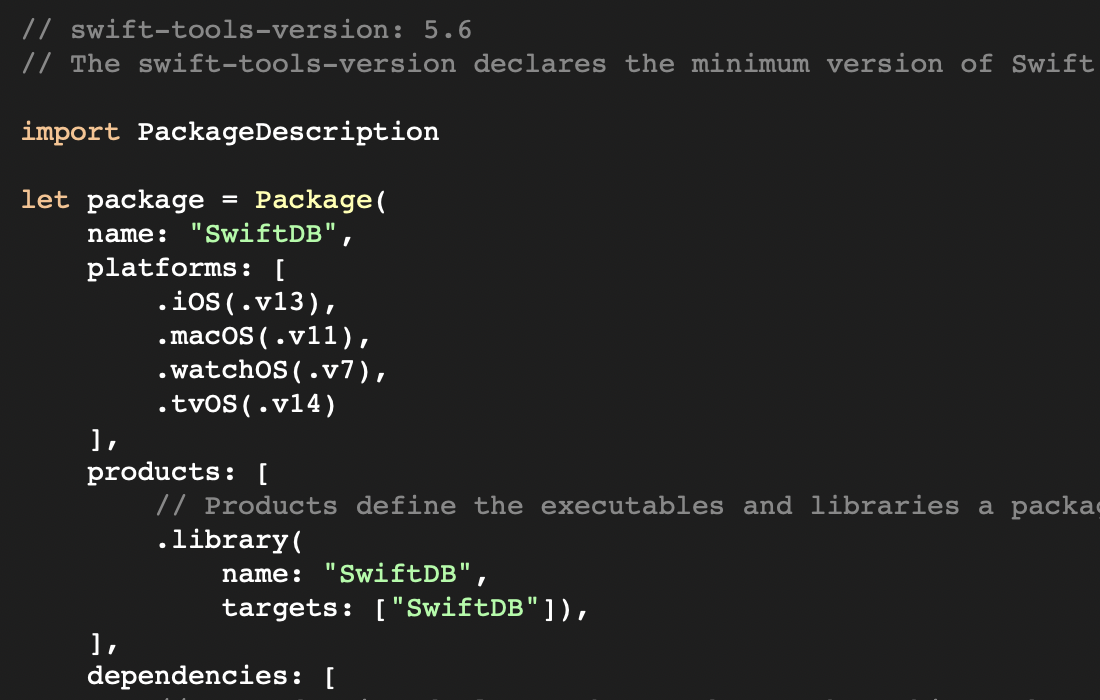 // swift-tools-version: 5.6
// The swift-tools-version declares the minimum version of Swift
import PackageDescription
let package = Package(
name: "SwiftDB",
platforms: [
.iOS(.v13),
.macOS(.v11),
.watchOS(.v7),
.tvOS(.v14)
],
products: [
// Products define the executables and libraries a packag
.library(
name: "SwiftDB",
targets: ["SwiftDB"]),
],
dependencies: [